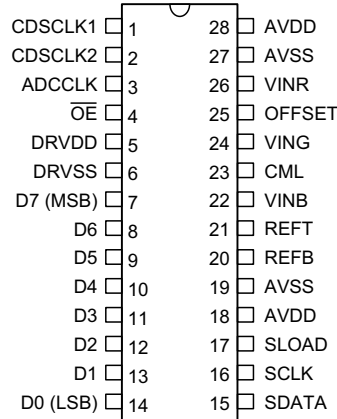 CDSCLK1 1 28 AVDD
CDSCLK2 2 27 AVSS
ADCCLK 3 26 VINR
OE 4 25 OFFSET
DRVDD 5 24 VING
DRVSS 6 23 CML
D7 (MSB) 7 22 VINB
D6 8 21 REFT
D5 9 20 REFB
D4 10 19 AVSS
D3 11 18 AVDD
D2 12 17 SLOAD
D1 13 16 SCLK
D0 (LSB) 14 15 SDATA